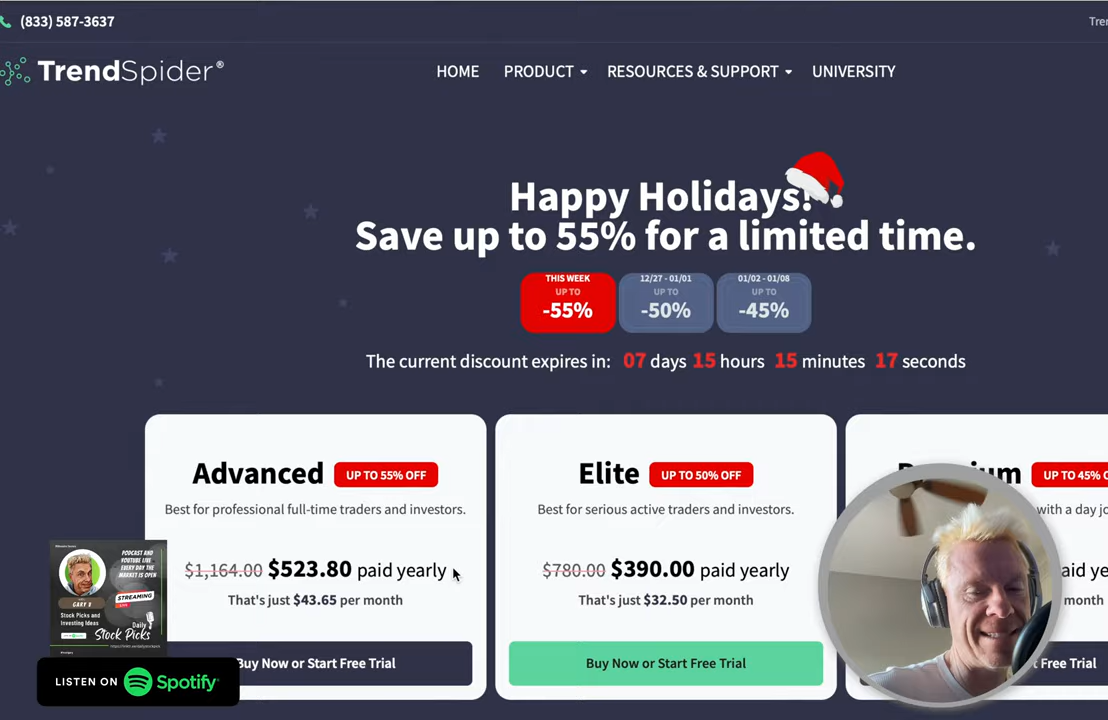 (833) 587-3637
TrendSpider®
HOME
PRODUCT
RESOURCES & SUPPORT
UNIVERSITY
Happy Holidays!
Save up to 55% for a limited time.
THIS WEEK
UP TO
-55%
12/27 - 01/01
UP TO
-50%
01/02 - 01/08
UP TO
-45%
The current discount expires in: 07 days 15 hours 15 minutes 17 seconds
Advanced UP TO 55% OFF
Best for professional full-time traders and investors.
$1,164.00 $523.80 paid yearly
That's just $43.65 per month
Buy Now or Start Free Trial
Elite UP TO 50% OFF
Best for serious active traders and investors.
$780.00 $390.00 paid yearly
That's just $32.50 per month
Buy Now or Start Free Trial
UP TO 45%
with a day
month
Free Trial
PODCAST AND
YOUTUBE LIVE
EVERY DAY THE
MARKET IS OPEN
STREAMING
Stock Picks and
Investing Ideas
Daily
Stock Picks
LISTEN ON Spotify